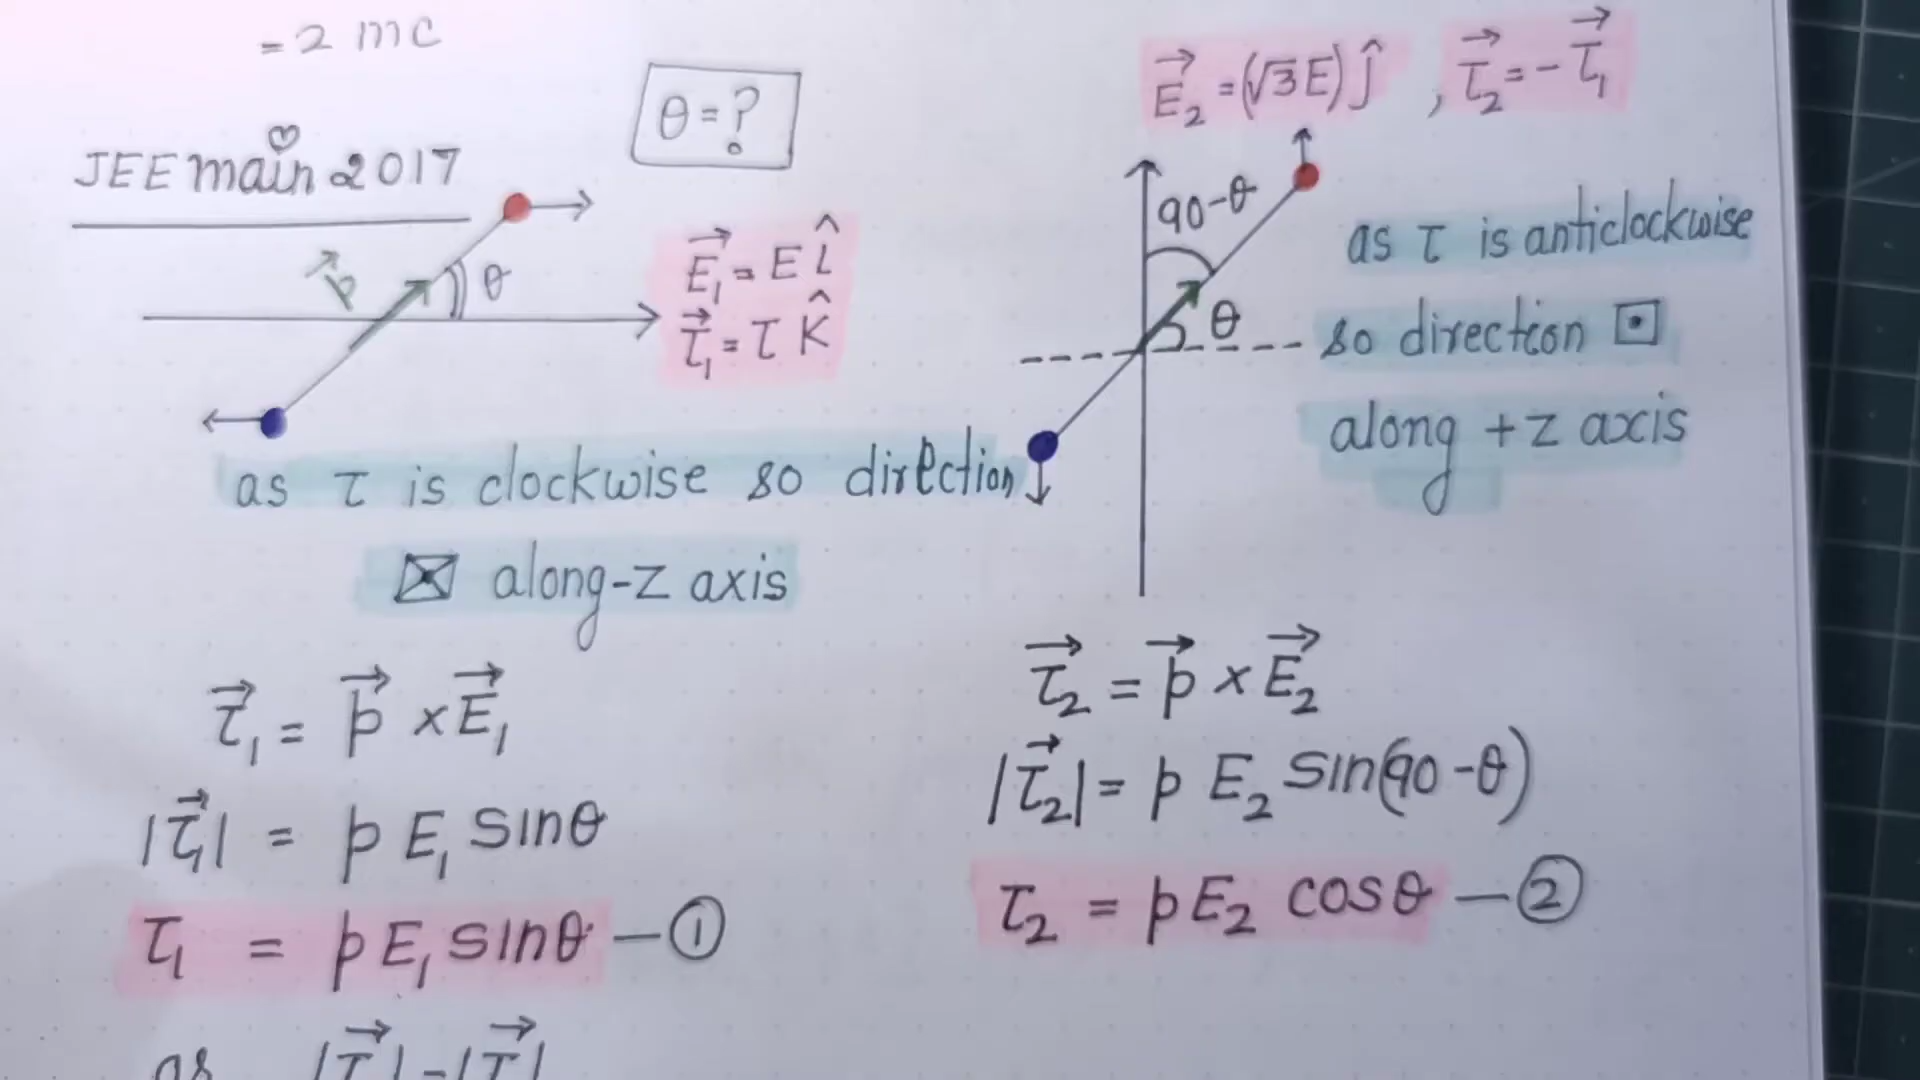 = 2 mc
JEE main 2017
θ = ?
p⃗
θ
E⃗₁ = E î
τ⃗₁ = τ k̂
as τ is clockwise so direction
☒ along -z axis
τ⃗₁ = p⃗ × E⃗₁
|τ⃗₁| = p E₁ sinθ
τ₁ = p E₁ sinθ — ①
as |τ⃗ | = |τ⃗ |
E⃗₂ = (√3 E) ĵ , τ⃗₂ = - τ⃗₁
90-θ
θ
as τ is anticlockwise
so direction ⊡
along +z axis
τ⃗₂ = p⃗ × E⃗₂
|τ⃗₂| = p E₂ sin(90-θ)
τ₂ = p E₂ cosθ — ②